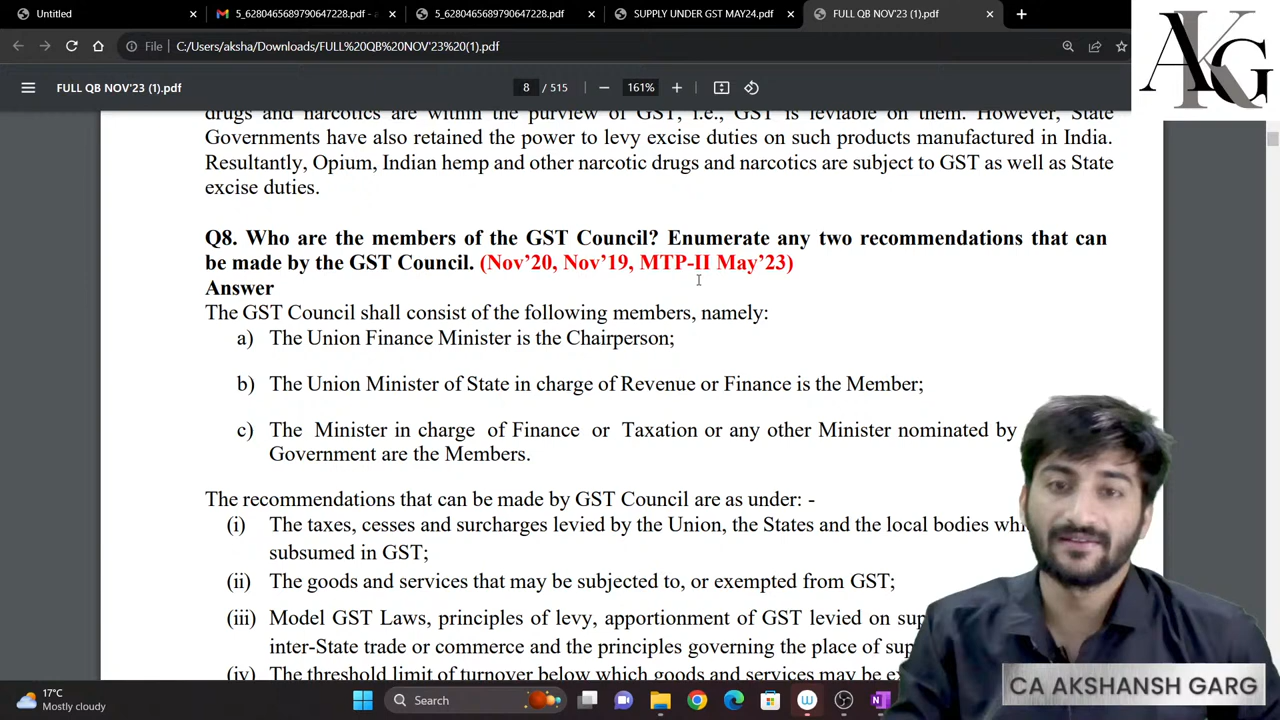 Untitled
5_6280465689790647228.pdf - a
5_6280465689790647228.pdf
SUPPLY UNDER GST MAY24.pdf
FULL QB NOV'23 (1).pdf
File
C:/Users/aksha/Downloads/FULL%20QB%20NOV'23%20(1).pdf
AKG
FULL QB NOV'23 (1).pdf
8 / 515
161%
drugs and narcotics are within the purview of GST, i.e., GST is leviable on them. However, State
Governments have also retained the power to levy excise duties on such products manufactured in India.
Resultantly, Opium, Indian hemp and other narcotic drugs and narcotics are subject to GST as well as State
excise duties.
Q8. Who are the members of the GST Council? Enumerate any two recommendations that can
be made by the GST Council. (Nov’20, Nov’19, MTP-II May’23)
Answer
The GST Council shall consist of the following members, namely:
a) The Union Finance Minister is the Chairperson;
b) The Union Minister of State in charge of Revenue or Finance is the Member;
c) The Minister in charge of Finance or Taxation or any other Minister nominated by
Government are the Members.
The recommendations that can be made by GST Council are as under: -
(i) The taxes, cesses and surcharges levied by the Union, the States and the local bodies
subsumed in GST;
(ii) The goods and services that may be subjected to, or exempted from GST;
(iii) Model GST Laws, principles of levy, apportionment of GST levied on
inter-State trade or commerce and the principles governing the place of
(iv) The threshold limit of turnover below which goods and services may be
CA AKSHANSH GARG
17°C
Mostly cloudy
Search